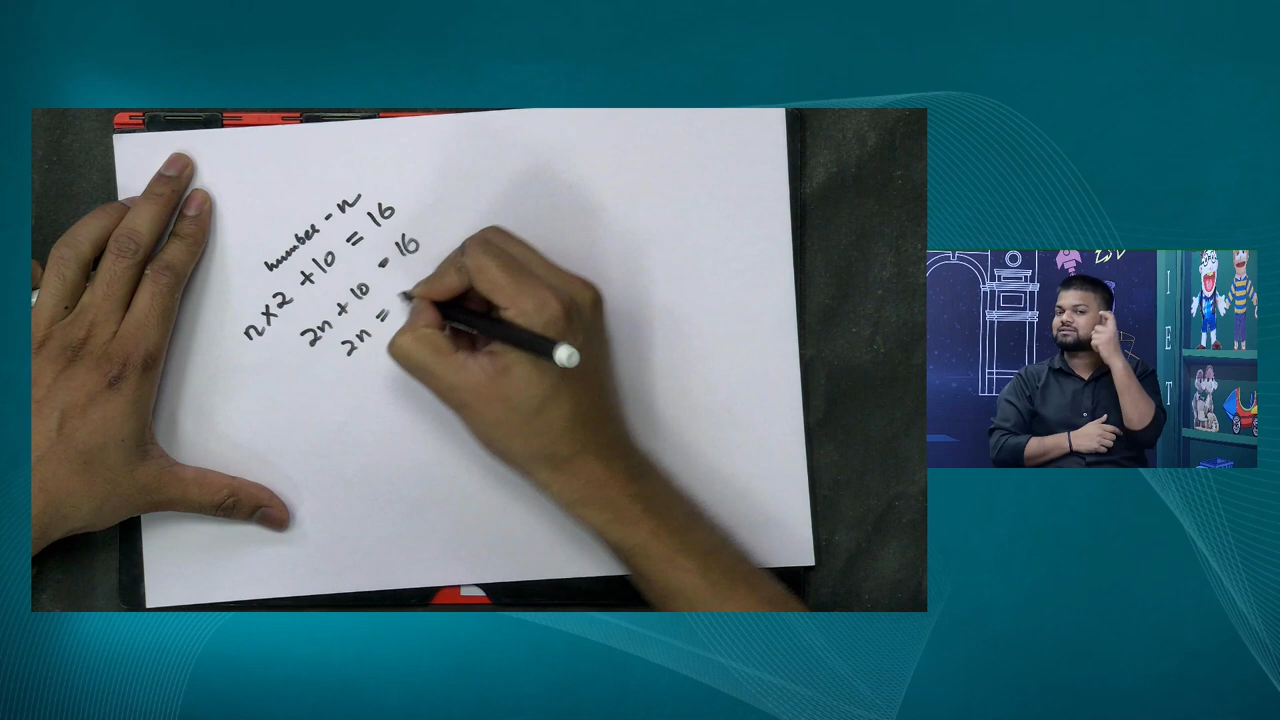 number - n
n x 2 + 10 = 16
2n + 10 = 16
2n =
I
E
T